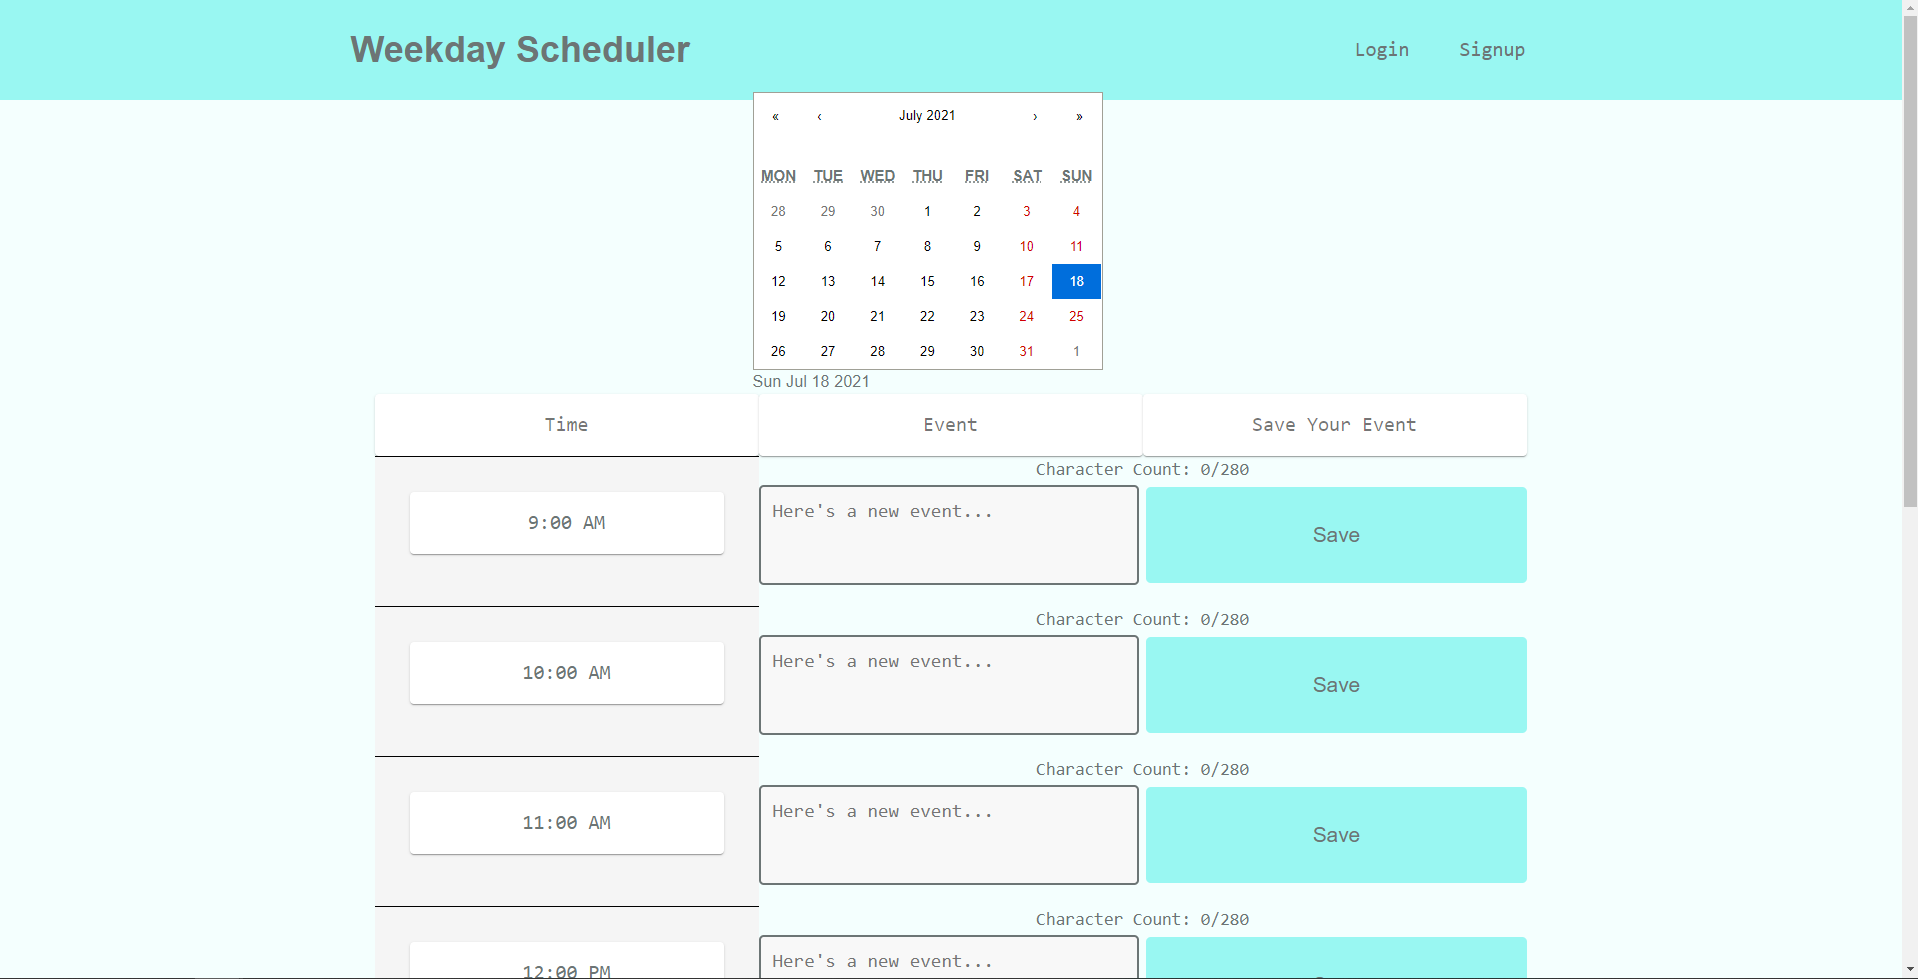 Weekday Scheduler Login Signup
« ‹ July 2021 › »
MON TUE WED THU FRI SAT SUN
28 29 30 1 2 3 4
5 6 7 8 9 10 11
12 13 14 15 16 17 18
19 20 21 22 23 24 25
26 27 28 29 30 31 1
Sun Jul 18 2021
Time Event Save Your Event
Character Count: 0/280
9:00 AM
Here's a new event...
Save
Character Count: 0/280
10:00 AM
Here's a new event...
Save
Character Count: 0/280
11:00 AM
Here's a new event...
Save
Character Count: 0/280
12:00 PM
Here's a new event...